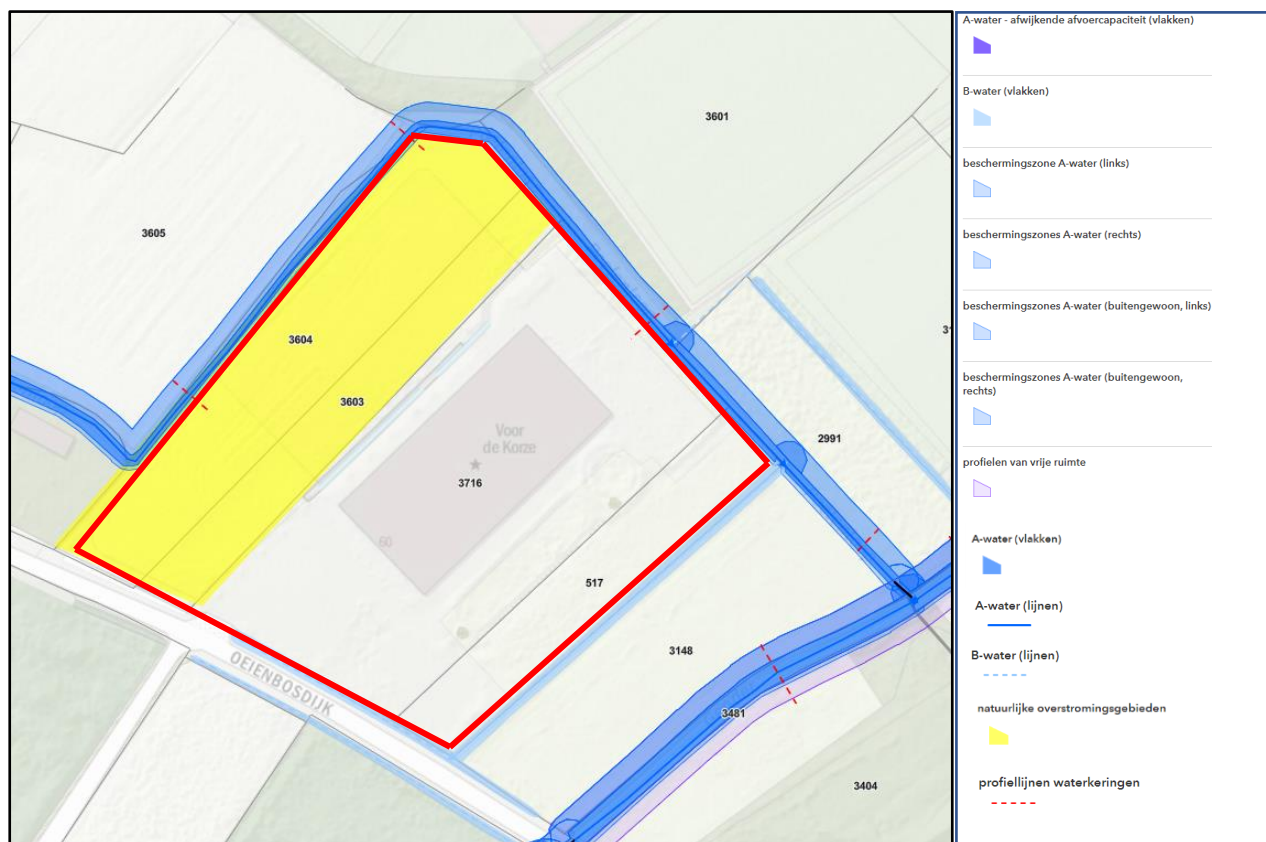 3601
3605
3604
3603
Voor
de Korze
3716
60
2991
517
3148
OEIENBOSDIJK
3481
3404
A-water - afwijkende afvoercapaciteit (vlakken)
B-water (vlakken)
beschermingzone A-water (links)
beschermingszones A-water (rechts)
beschermingszones A-water (buitengewoon, links)
beschermingszones A-water (buitengewoon,
rechts)
profielen van vrije ruimte
A-water (vlakken)
A-water (lijnen)
B-water (lijnen)
natuurlijke overstromingsgebieden
profiellijnen waterkeringen